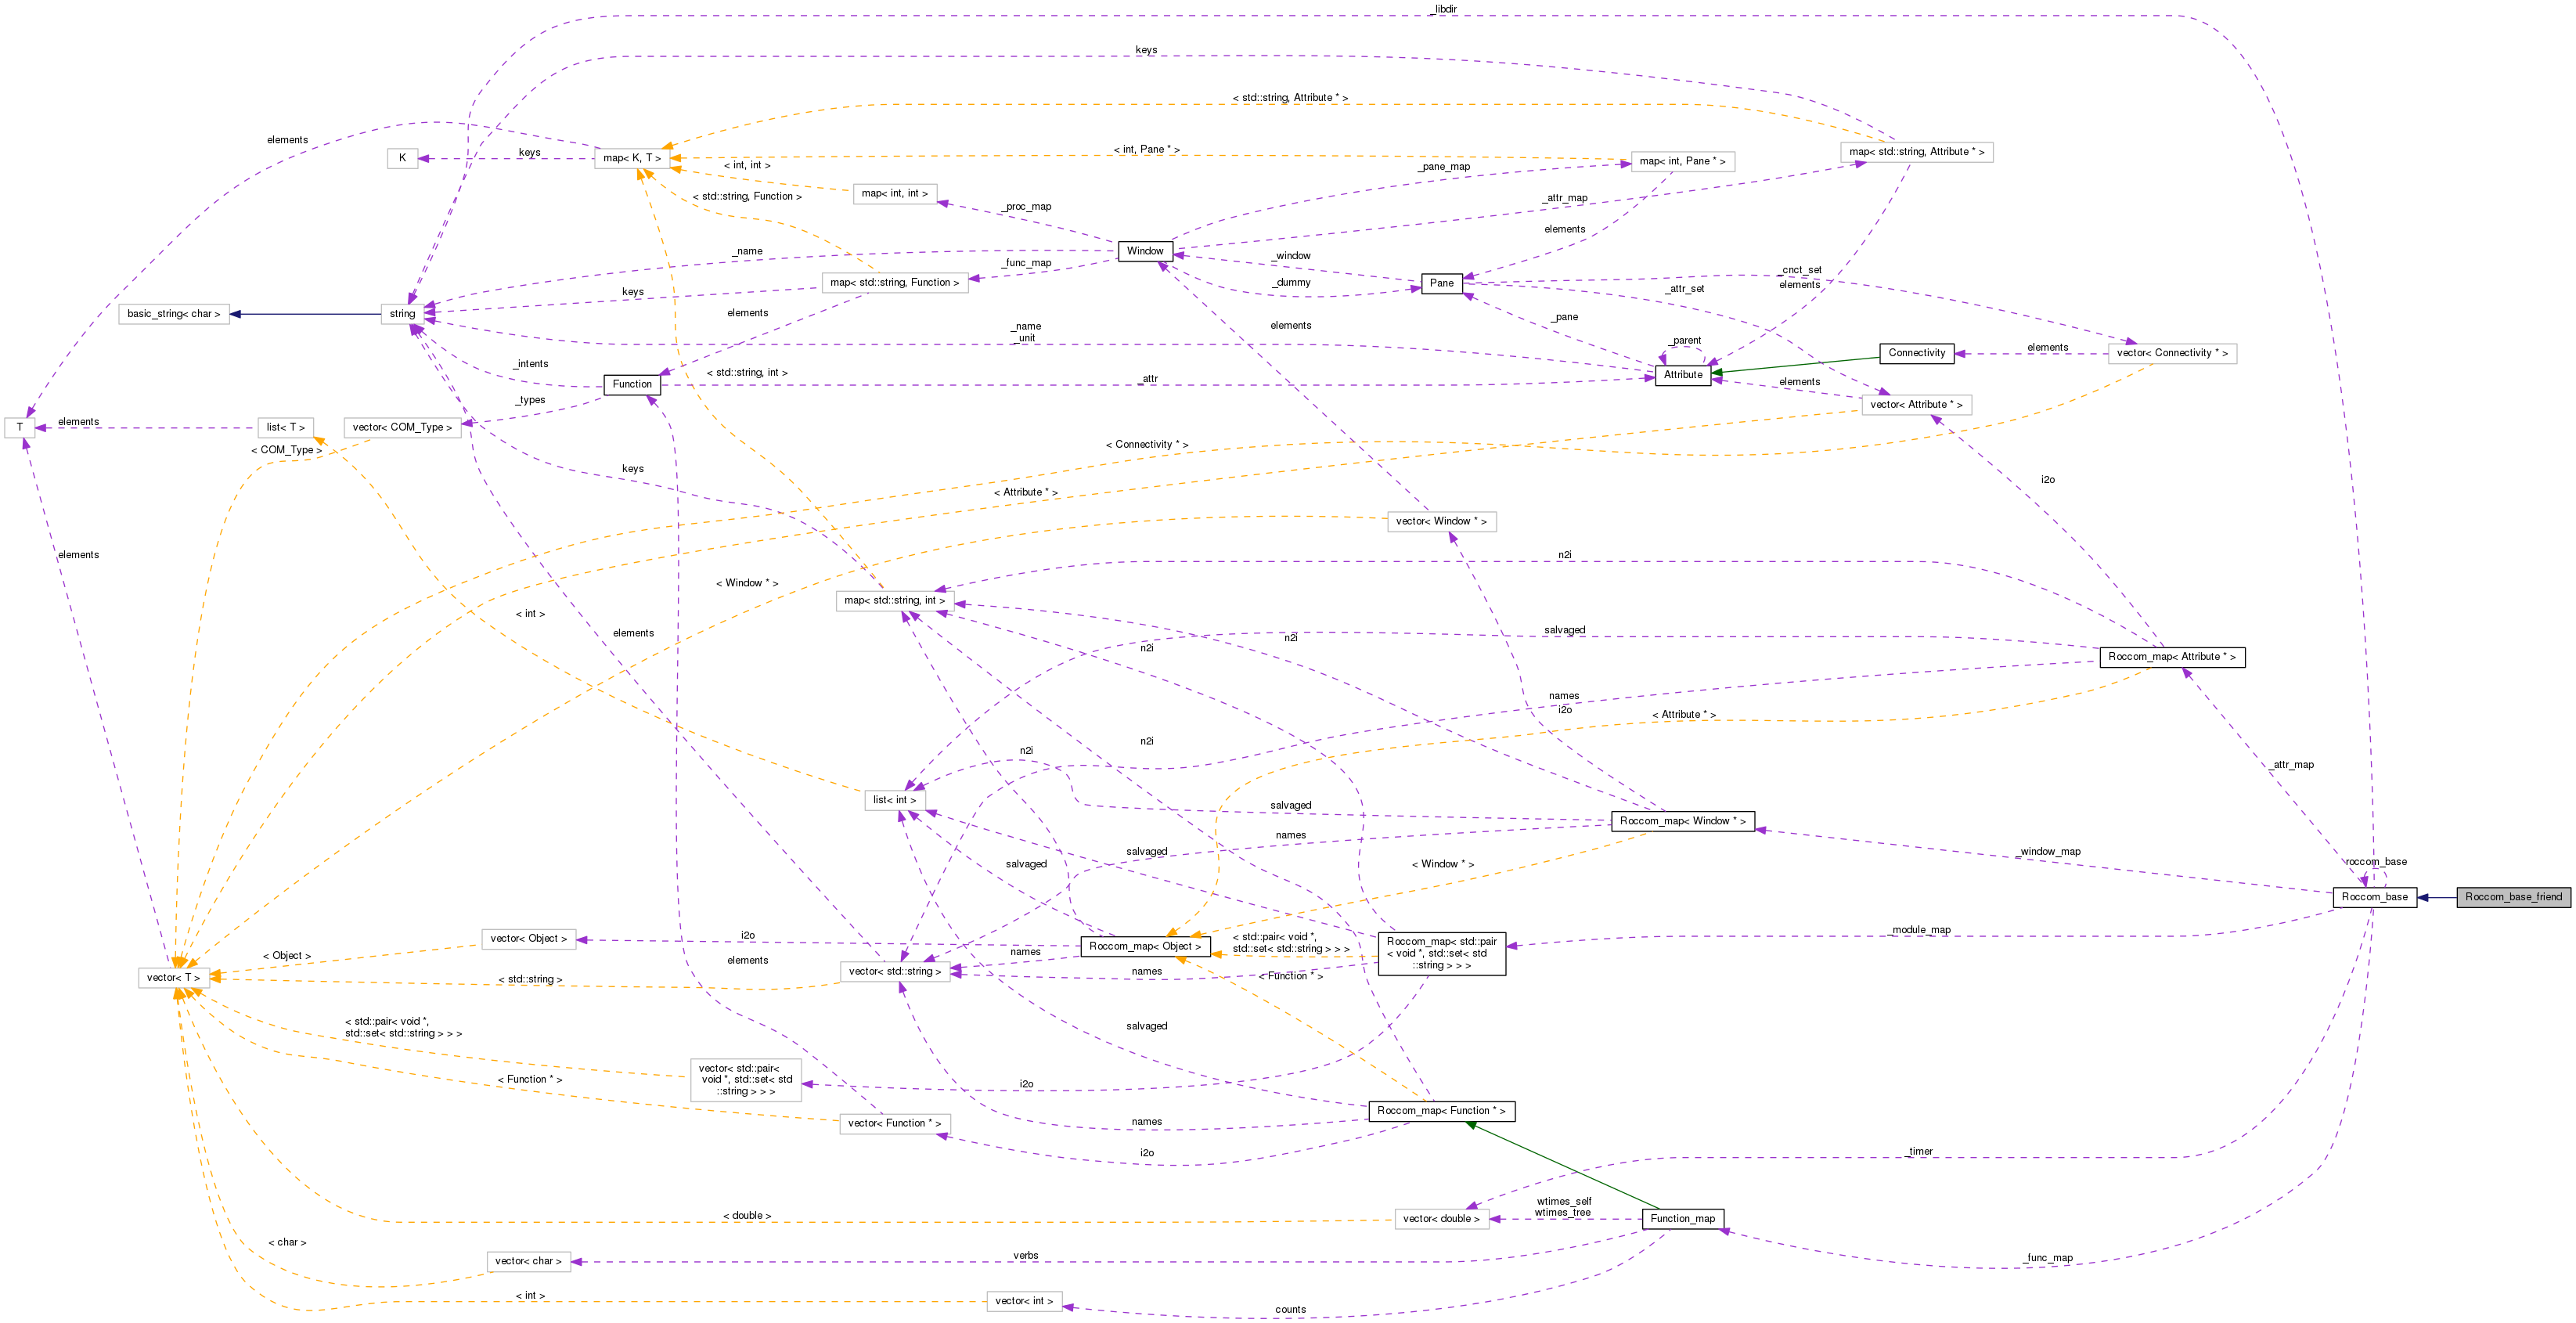 _libdir
keys
< std::string, Attribute * >
elements
K
keys
map< K, T >
< int, int >
< int, Pane * >
map< int, Pane * >
map< std::string, Attribute * >
_pane_map
map< int, int >
< std::string, Function >
_proc_map
_attr_map
elements
_name
Window
_func_map
_window
_cnct_set
map< std::string, Function >
_dummy
Pane
_attr_set
elements
keys
basic_string< char >
string
elements
_name
_unit
elements
_pane
_parent
Connectivity
elements
vector< Connectivity * >
_intents
Function
< std::string, int >
_attr
Attribute
elements
_types
vector< Attribute * >
T
elements
list< T >
vector< COM_Type >
< COM_Type >
< Connectivity * >
keys
i2o
< Attribute * >
vector< Window * >
elements
n2i
< Window * >
map< std::string, int >
< int >
elements
n2i
n2i
salvaged
Roccom_map< Attribute * >
names
i2o
< Attribute * >
n2i
n2i
_attr_map
list< int >
salvaged
Roccom_map< Window * >
names
salvaged
salvaged
< Window * >
_window_map
roccom_base
Roccom_base
Roccom_base_friend
vector< Object >
i2o
Roccom_map< Object >
< std::pair< void *,
std::set< std::string > > >
Roccom_map< std::pair
< void *, std::set< std
::string > > >
_module_map
< Object >
names
elements
vector< T >
< std::string >
vector< std::string >
names
< Function * >
< std::pair< void *,
std::set< std::string > > >
salvaged
vector< std::pair<
void *, std::set< std
::string > > >
i2o
< Function * >
vector< Function * >
names
Roccom_map< Function * >
i2o
_timer
< double >
vector< double >
wtimes_self
wtimes_tree
Function_map
< char >
vector< char >
verbs
_func_map
< int >
vector< int >
counts